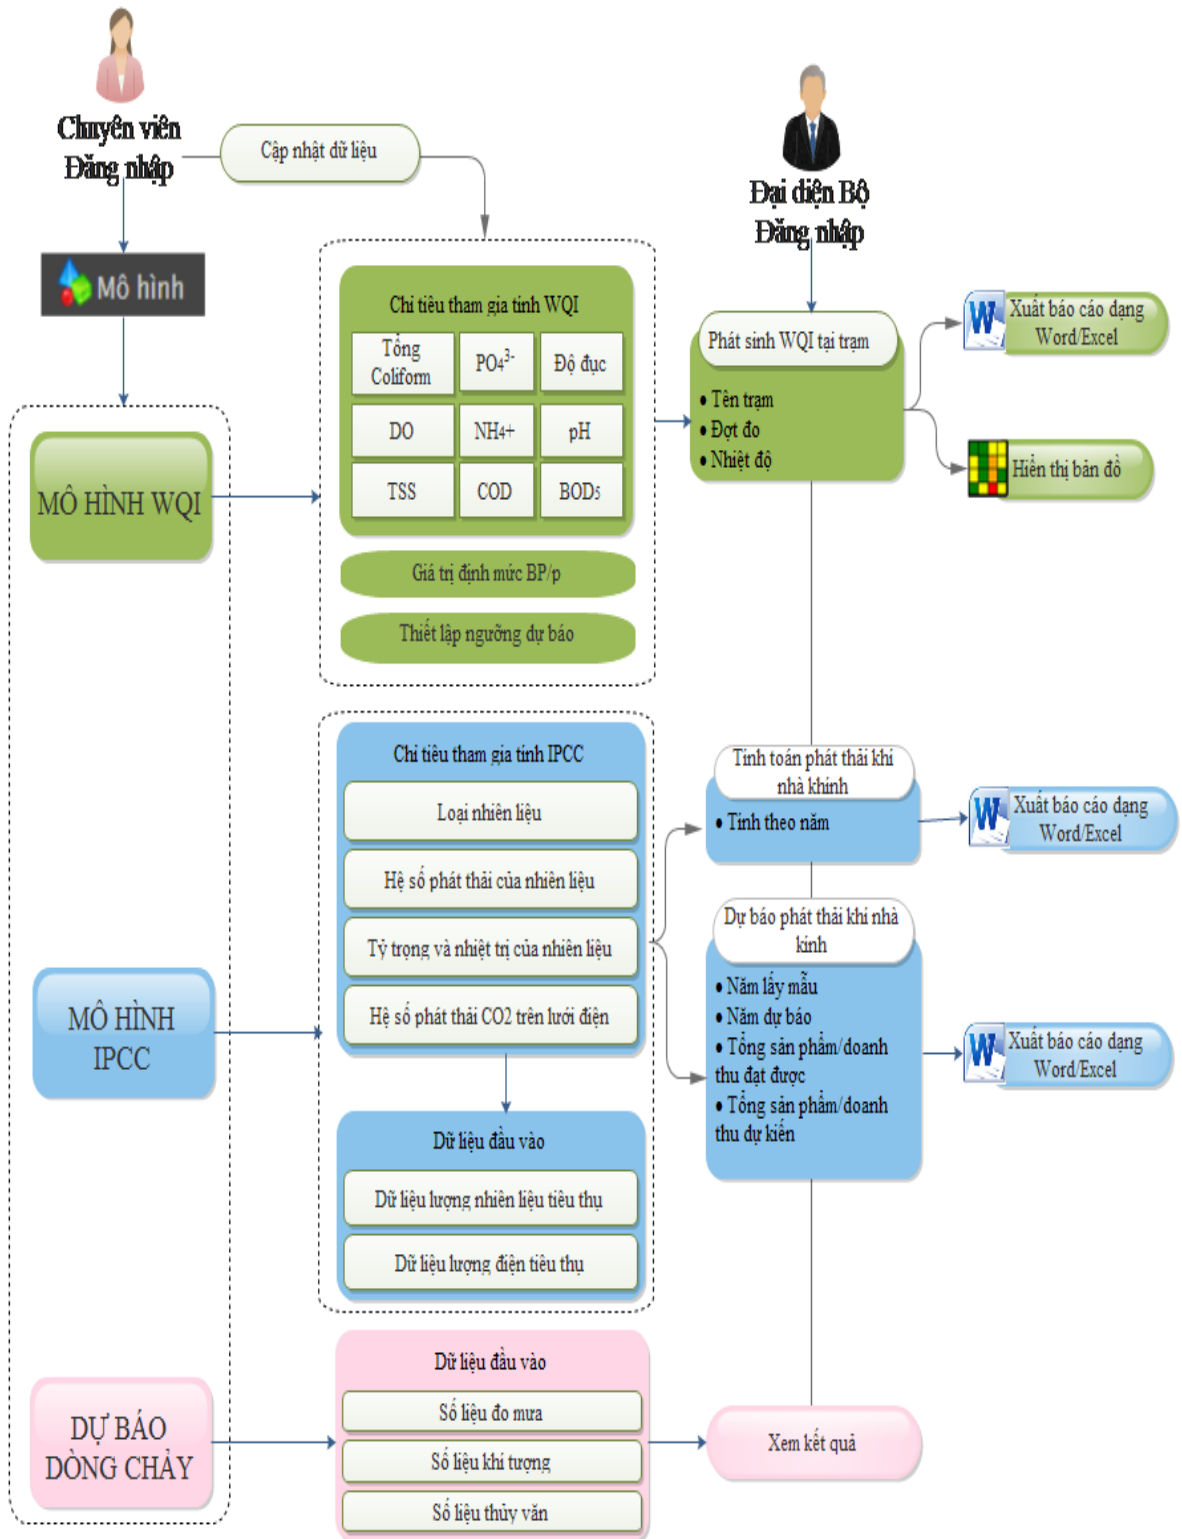 Chuyên viên
Đăng nhập
Cập nhật dữ liệu
Đại diện Bộ
Đăng nhập
Mô hình
MÔ HÌNH WQI
Chỉ tiêu tham gia tính WQI
Tổng
Coliform
PO4³⁻
Độ đục
DO
NH4+
pH
TSS
COD
BOD5
Giá trị định mức BP/p
Thiết lập ngưỡng dự báo
Phát sinh WQI tại trạm
• Tên trạm
• Đợt đo
• Nhiệt độ
Xuất báo cáo dạng
Word/Excel
Hiển thị bản đồ
MÔ HÌNH
IPCC
Chỉ tiêu tham gia tính IPCC
Loại nhiên liệu
Hệ số phát thải của nhiên liệu
Tỷ trọng và nhiệt trị của nhiên liệu
Hệ số phát thải CO2 trên lưới điện
Dữ liệu đầu vào
Dữ liệu lượng nhiên liệu tiêu thụ
Dữ liệu lượng điện tiêu thụ
Tính toán phát thải khí
nhà khính
• Tính theo năm
Xuất báo cáo dạng
Word/Excel
Dự báo phát thải khí nhà
kính
• Năm lấy mẫu
• Năm dự báo
• Tổng sản phẩm/doanh
thu đạt được
• Tổng sản phẩm/doanh
thu dự kiến
Xuất báo cáo dạng
Word/Excel
DỰ BÁO
DÒNG CHẢY
Dữ liệu đầu vào
Số liệu đo mưa
Số liệu khí tượng
Số liệu thủy văn
Xem kết quả